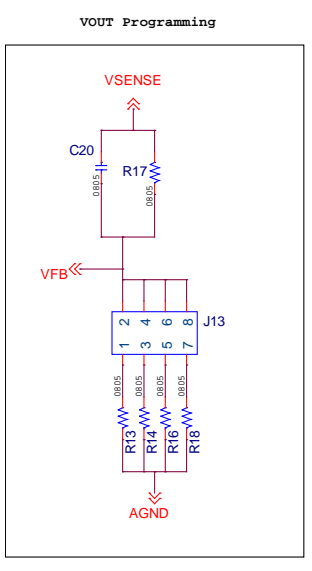 VOUT Programming
VSENSE
C20
R17
0805
0805
VFB
2 4 6 8
J13
1 3 5 7
0805 0805 0805 0805
R13 R14 R16 R18
AGND